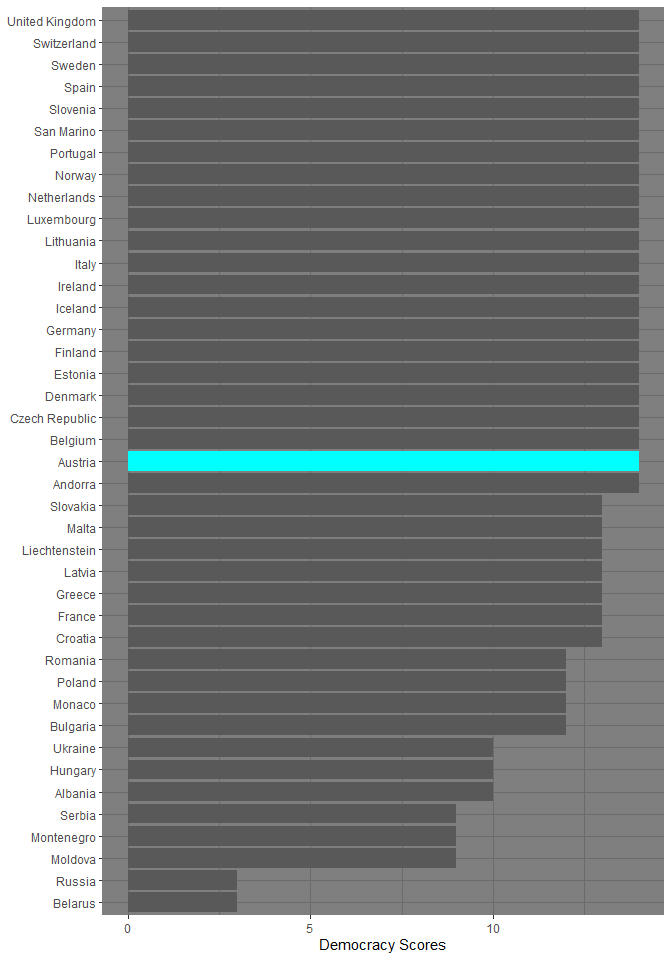 United Kingdom
Switzerland
Sweden
Spain
Slovenia
San Marino
Portugal
Norway
Netherlands
Luxembourg
Lithuania
Italy
Ireland
Iceland
Germany
Finland
Estonia
Denmark
Czech Republic
Belgium
Austria
Andorra
Slovakia
Malta
Liechtenstein
Latvia
Greece
France
Croatia
Romania
Poland
Monaco
Bulgaria
Ukraine
Hungary
Albania
Serbia
Montenegro
Moldova
Russia
Belarus
0 5 10
Democracy Scores